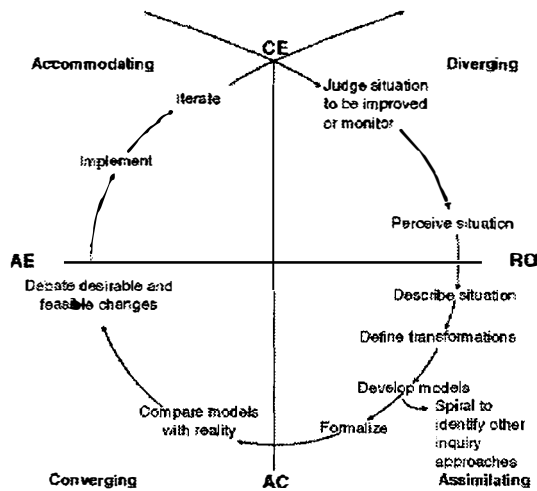 CE
Accommodating
Diverging
Iterate
Judge situation
to be improved
or monitor
Implement
Perceive situation
AE
RO
Debate desirable and
feasible changes
Describe situation
Define transformations
Develop models
Spiral to
identify other
inquiry
approaches
Compare models
with reality
Formalize
Converging
AC
Assimilating